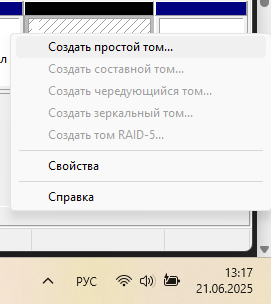 л
Создать простой том...
Создать составной том...
Создать чередующийся том...
Создать зеркальный том...
Создать том RAID-5...
Свойства
Справка
РУС
13:17
21.06.2025